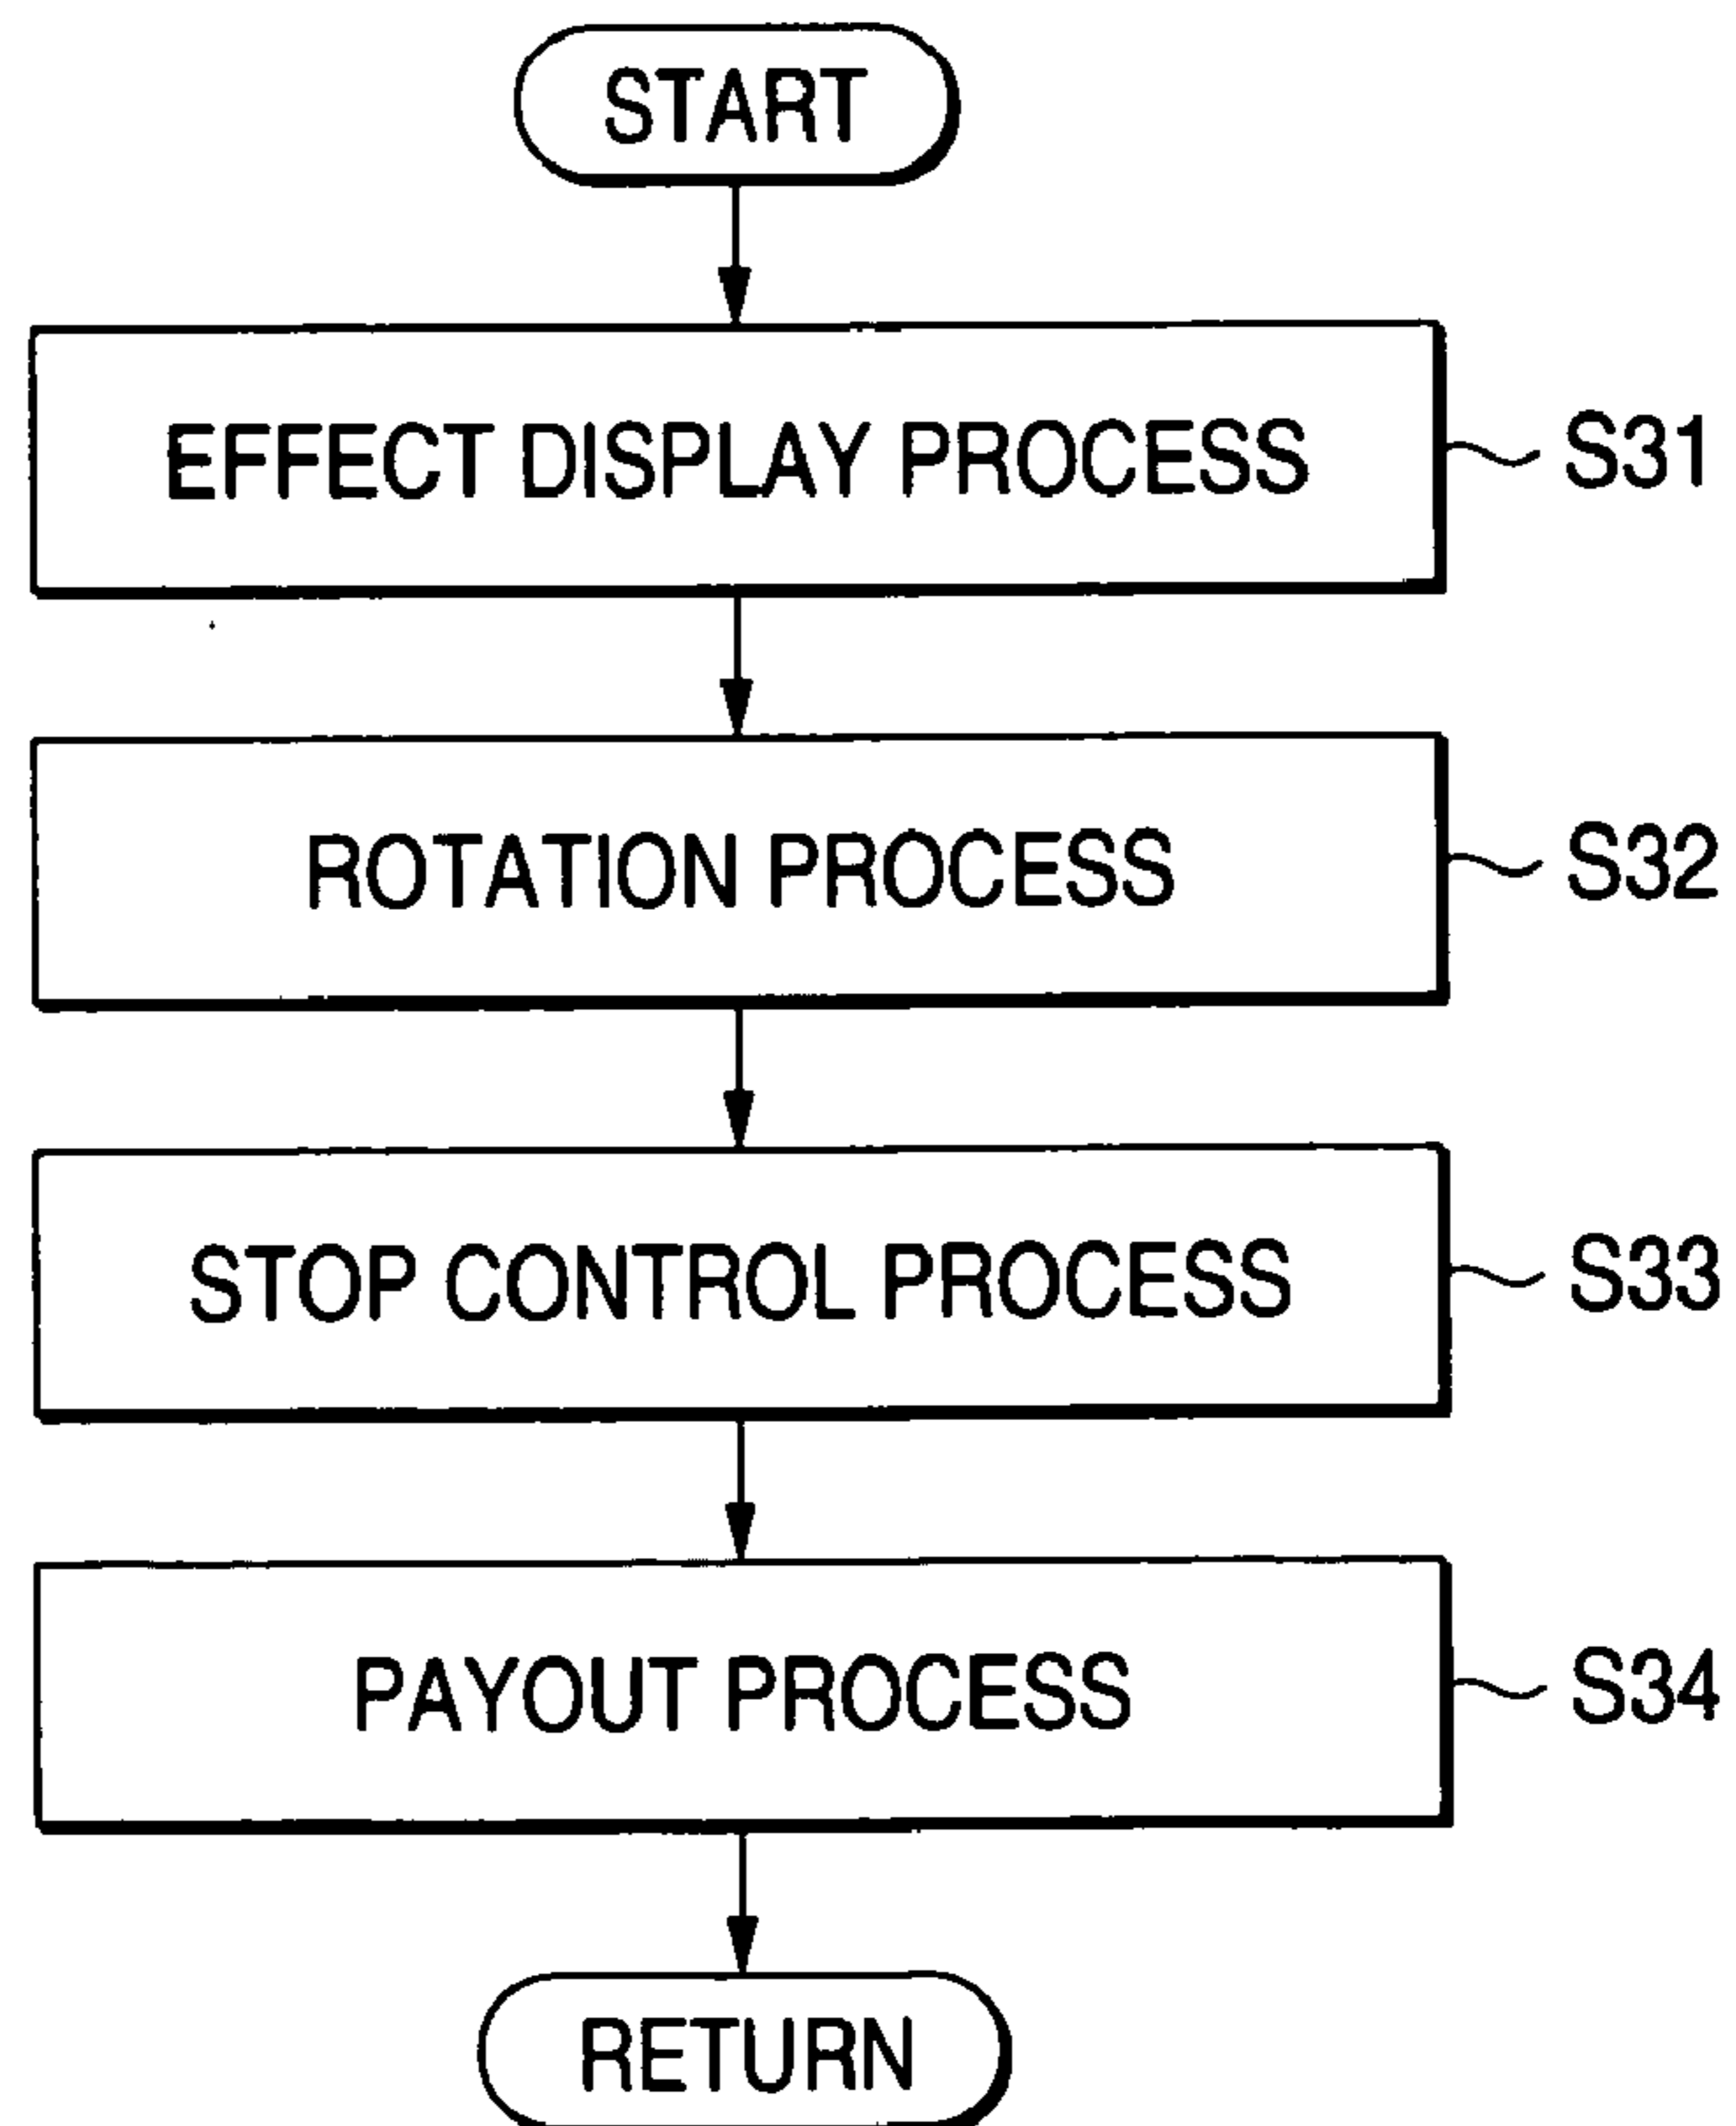 START
EFFECT DISPLAY PROCESS
S31
ROTATION PROCESS
S32
STOP CONTROL PROCESS
S33
PAYOUT PROCESS
S34
RETURN